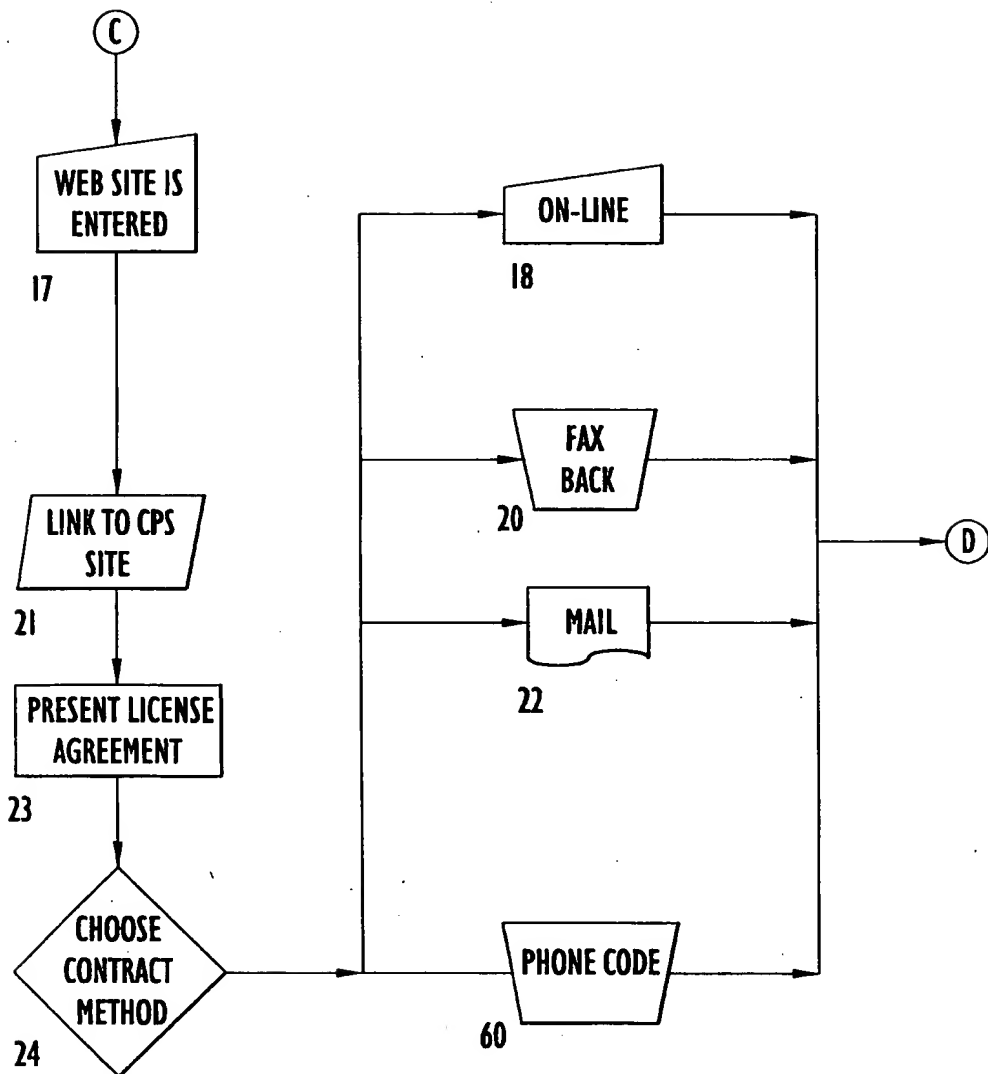 C
WEB SITE IS
ENTERED
17
LINK TO CPS
SITE
21
PRESENT LICENSE
AGREEMENT
23
CHOOSE
CONTRACT
METHOD
24
ON-LINE
18
FAX
BACK
20
MAIL
22
PHONE CODE
60
D